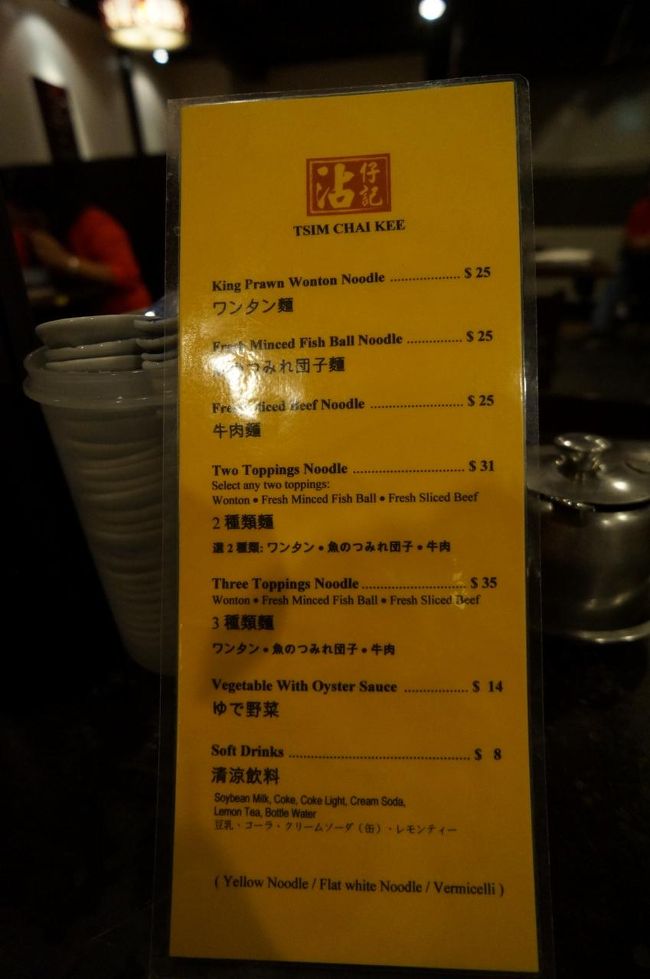 沾仔記
TSIM CHAI KEE
King Prawn Wonton Noodle ................... $ 25
ワンタン麵
Fresh Minced Fish Ball Noodle ............... $ 25
つみれ団子麵
Fresh Sliced Beef Noodle ......................... $ 25
牛肉麵
Two Toppings Noodle ............................... $ 31
Select any two toppings:
Wonton ● Fresh Minced Fish Ball ● Fresh Sliced Beef
2 種類麵
選 2 種類: ワンタン ● 魚のつみれ団子 ● 牛肉
Three Toppings Noodle ............................ $ 35
Wonton ● Fresh Minced Fish Ball ● Fresh Sliced Beef
3 種類麵
ワンタン ● 魚のつみれ団子 ● 牛肉
Vegetable With Oyster Sauce .................. $ 14
ゆで野菜
Soft Drinks ................................................. $ 8
清涼飲料
Soybean Milk, Coke, Coke Light, Cream Soda,
Lemon Tea, Bottle Water
豆乳・コーラ・クリームソーダ（缶）・レモンティー
( Yellow Noodle / Flat white Noodle / Vermicelli )